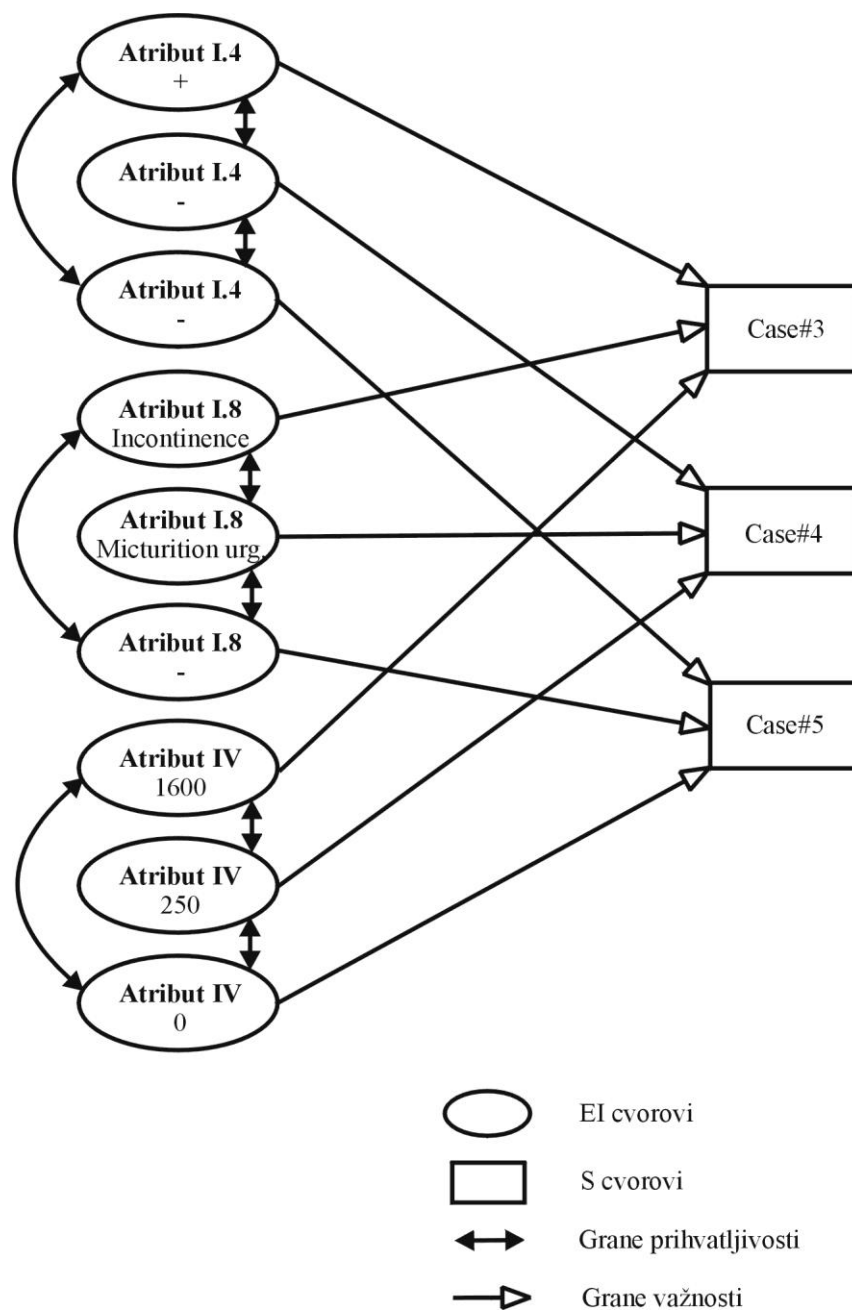 Atribut I.4
+
Atribut I.4
-
Atribut I.4
-
Atribut I.8
Incontinence
Atribut I.8
Micturition urg.
Atribut I.8
-
Atribut IV
1600
Atribut IV
250
Atribut IV
0
Case#3
Case#4
Case#5
EI cvorovi
S cvorovi
Grane prihvatljivosti
Grane važnosti